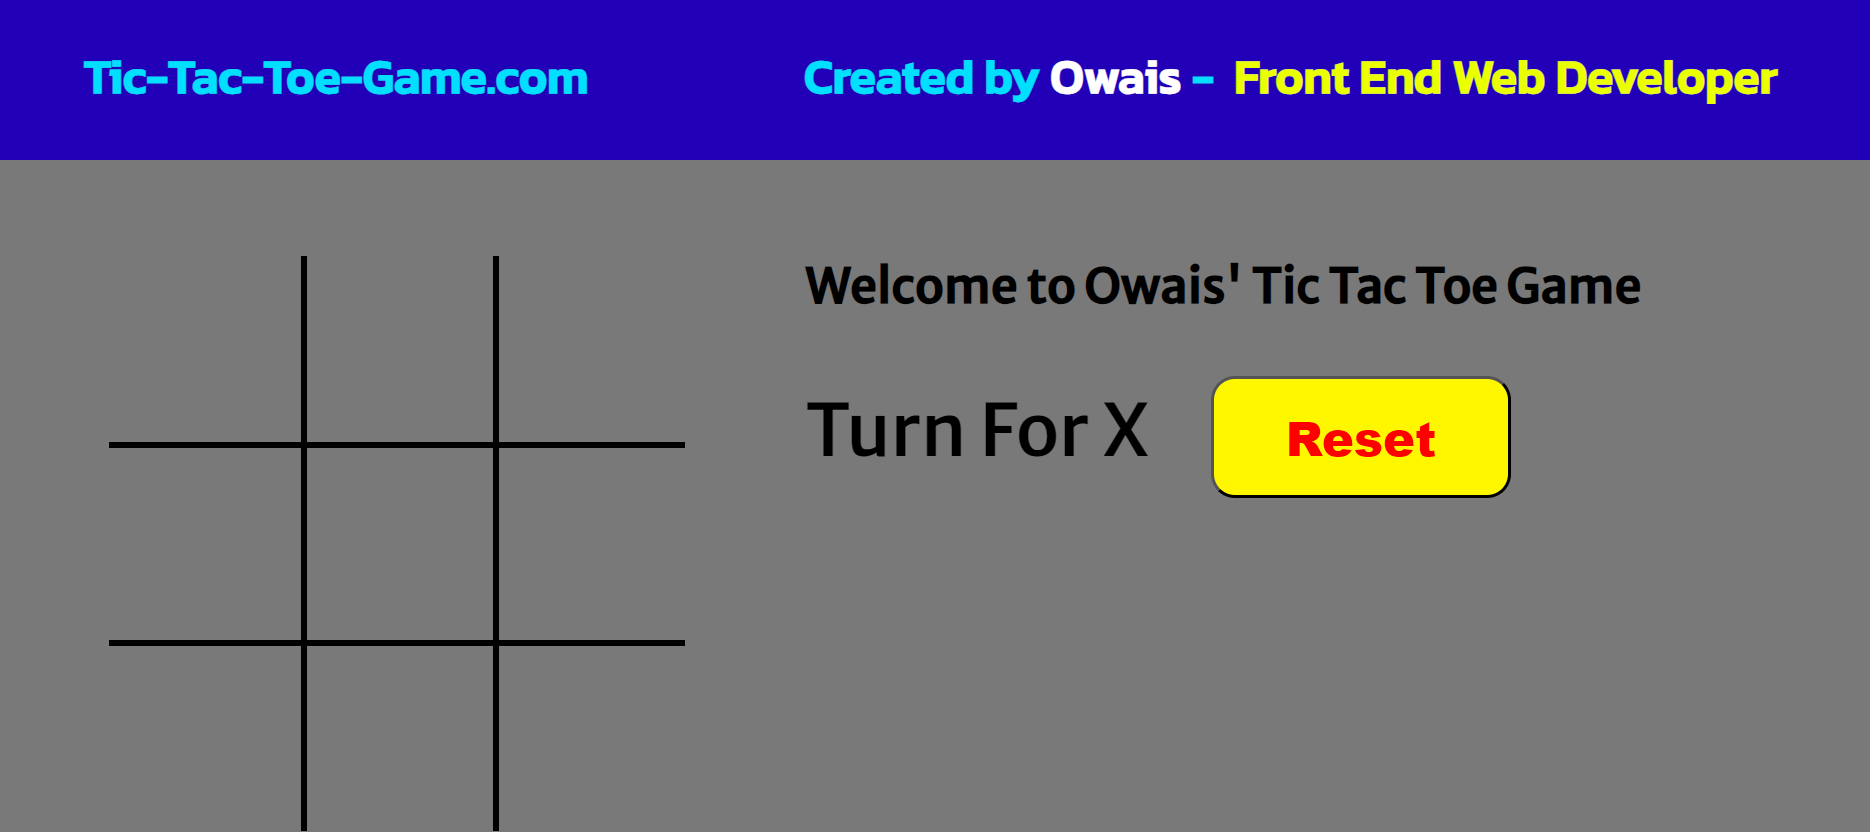 Tic-Tac-Toe-Game.com
Created by Owais - Front End Web Developer
Welcome to Owais' Tic Tac Toe Game
Turn For X
Reset